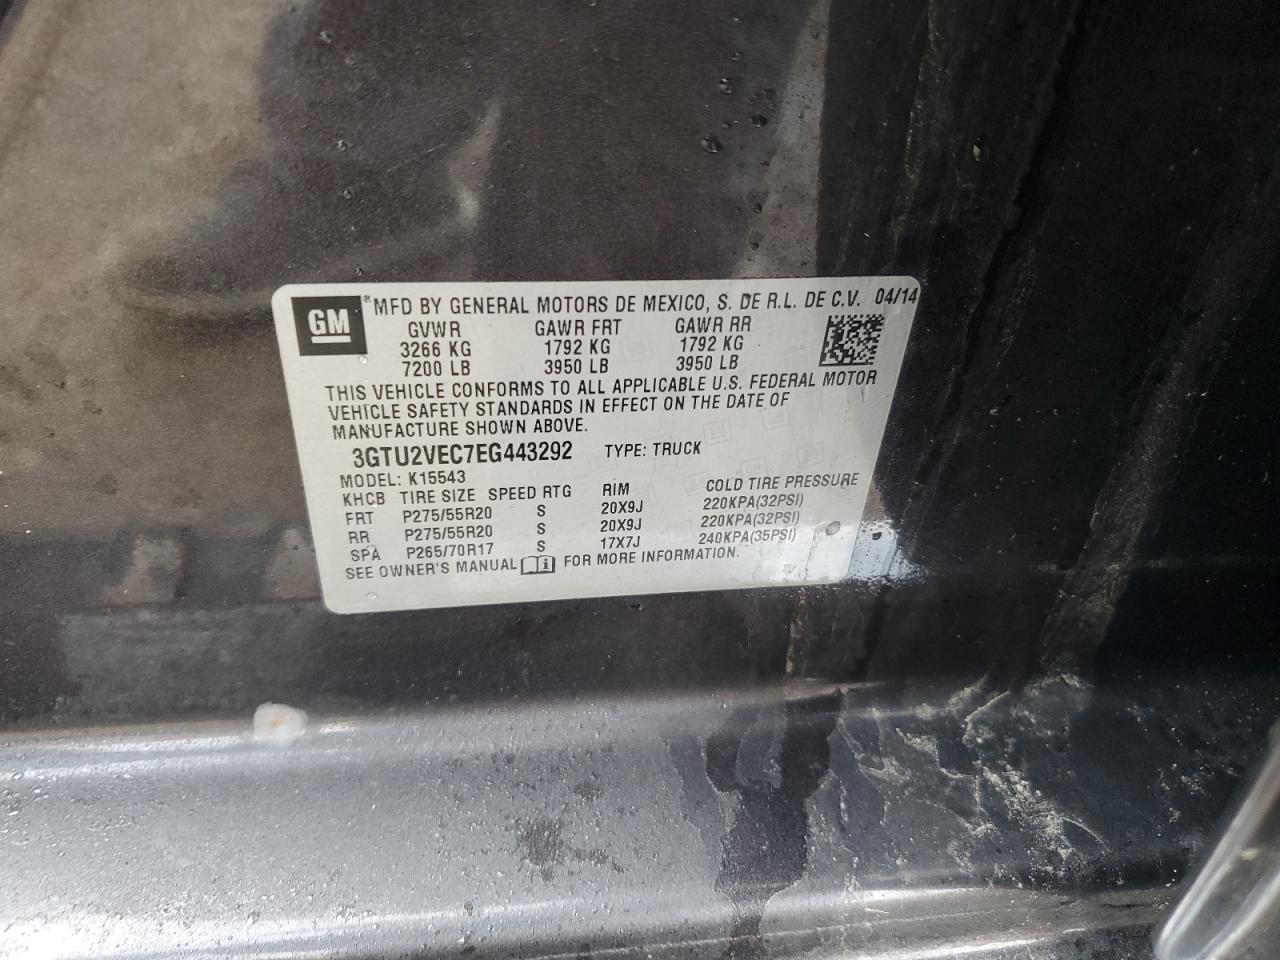 GM
® MFD BY GENERAL MOTORS DE MEXICO, S. DE R.L. DE C.V. 04/14
GVWR GAWR FRT GAWR RR
3266 KG 1792 KG 1792 KG
7200 LB 3950 LB 3950 LB
THIS VEHICLE CONFORMS TO ALL APPLICABLE U.S. FEDERAL MOTOR
VEHICLE SAFETY STANDARDS IN EFFECT ON THE DATE OF
MANUFACTURE SHOWN ABOVE.
3GTU2VEC7EG443292 TYPE: TRUCK
MODEL: K15543
KHCB TIRE SIZE SPEED RTG RIM COLD TIRE PRESSURE
FRT P275/55R20 S 20X9J 220KPA(32PSI)
RR P275/55R20 S 20X9J 220KPA(32PSI)
SPA P265/70R17 S 17X7J 240KPA(35PSI)
SEE OWNER'S MANUAL FOR MORE INFORMATION.